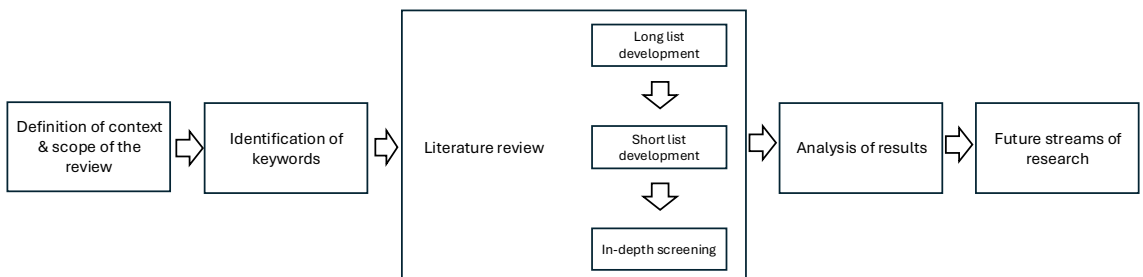 Definition of context
& scope of the
review
Identification of
keywords
Literature review
Long list
development
Short list
development
In-depth screening
Analysis of results
Future streams of
research